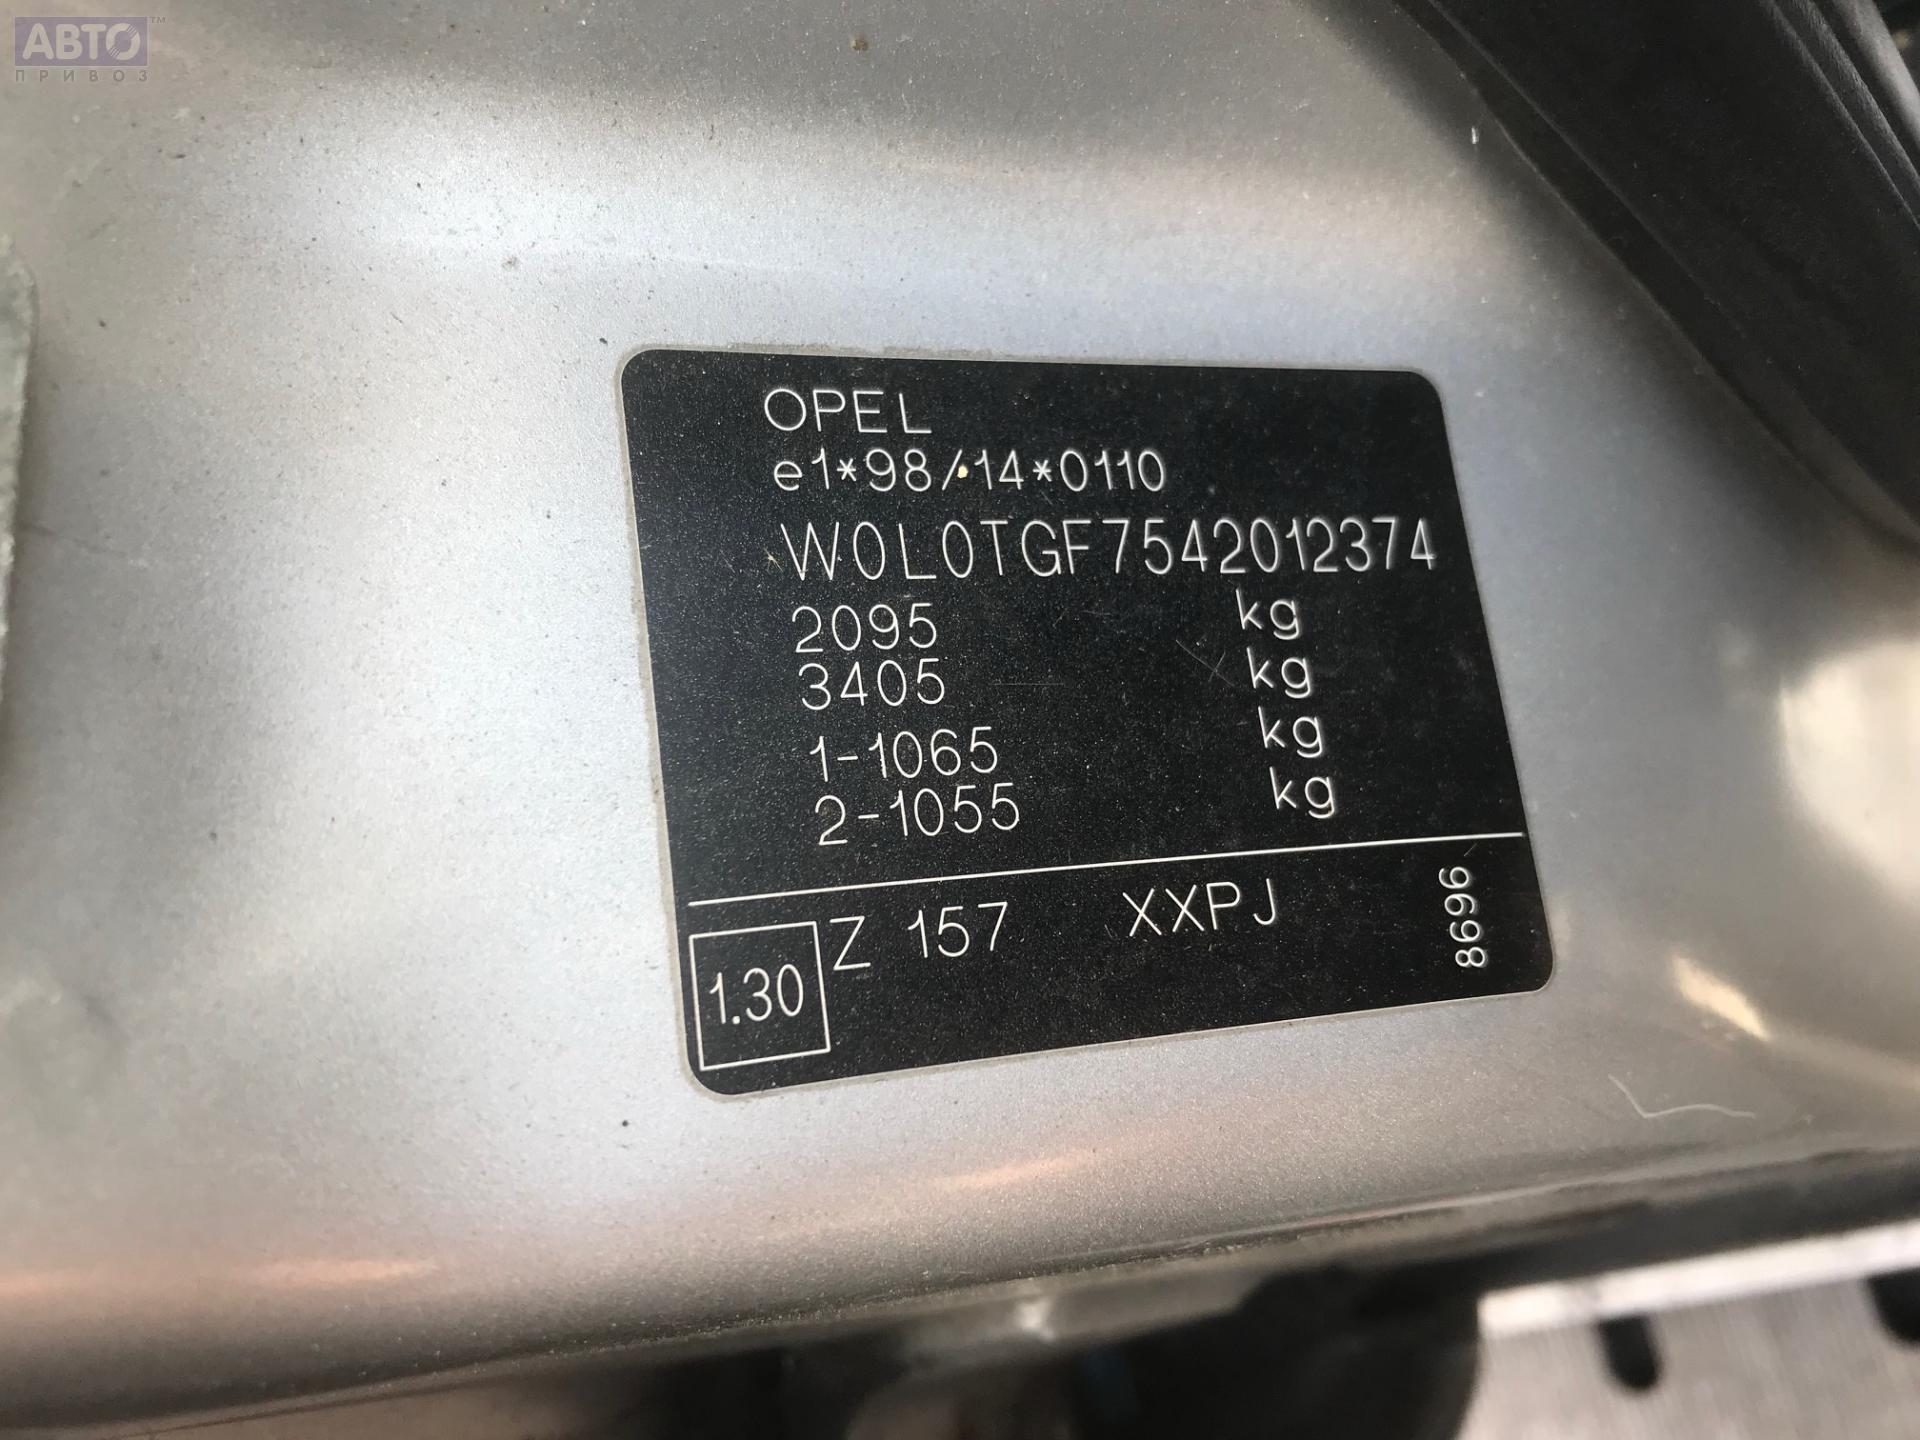 АВТО™
ПРИВОЗ
OPEL
e1*98/14*0110
W0L0TGF7542012374
2095 kg
3405 kg
1-1065 kg
2-1055 kg
1.30 Z 157 XXPJ 8696